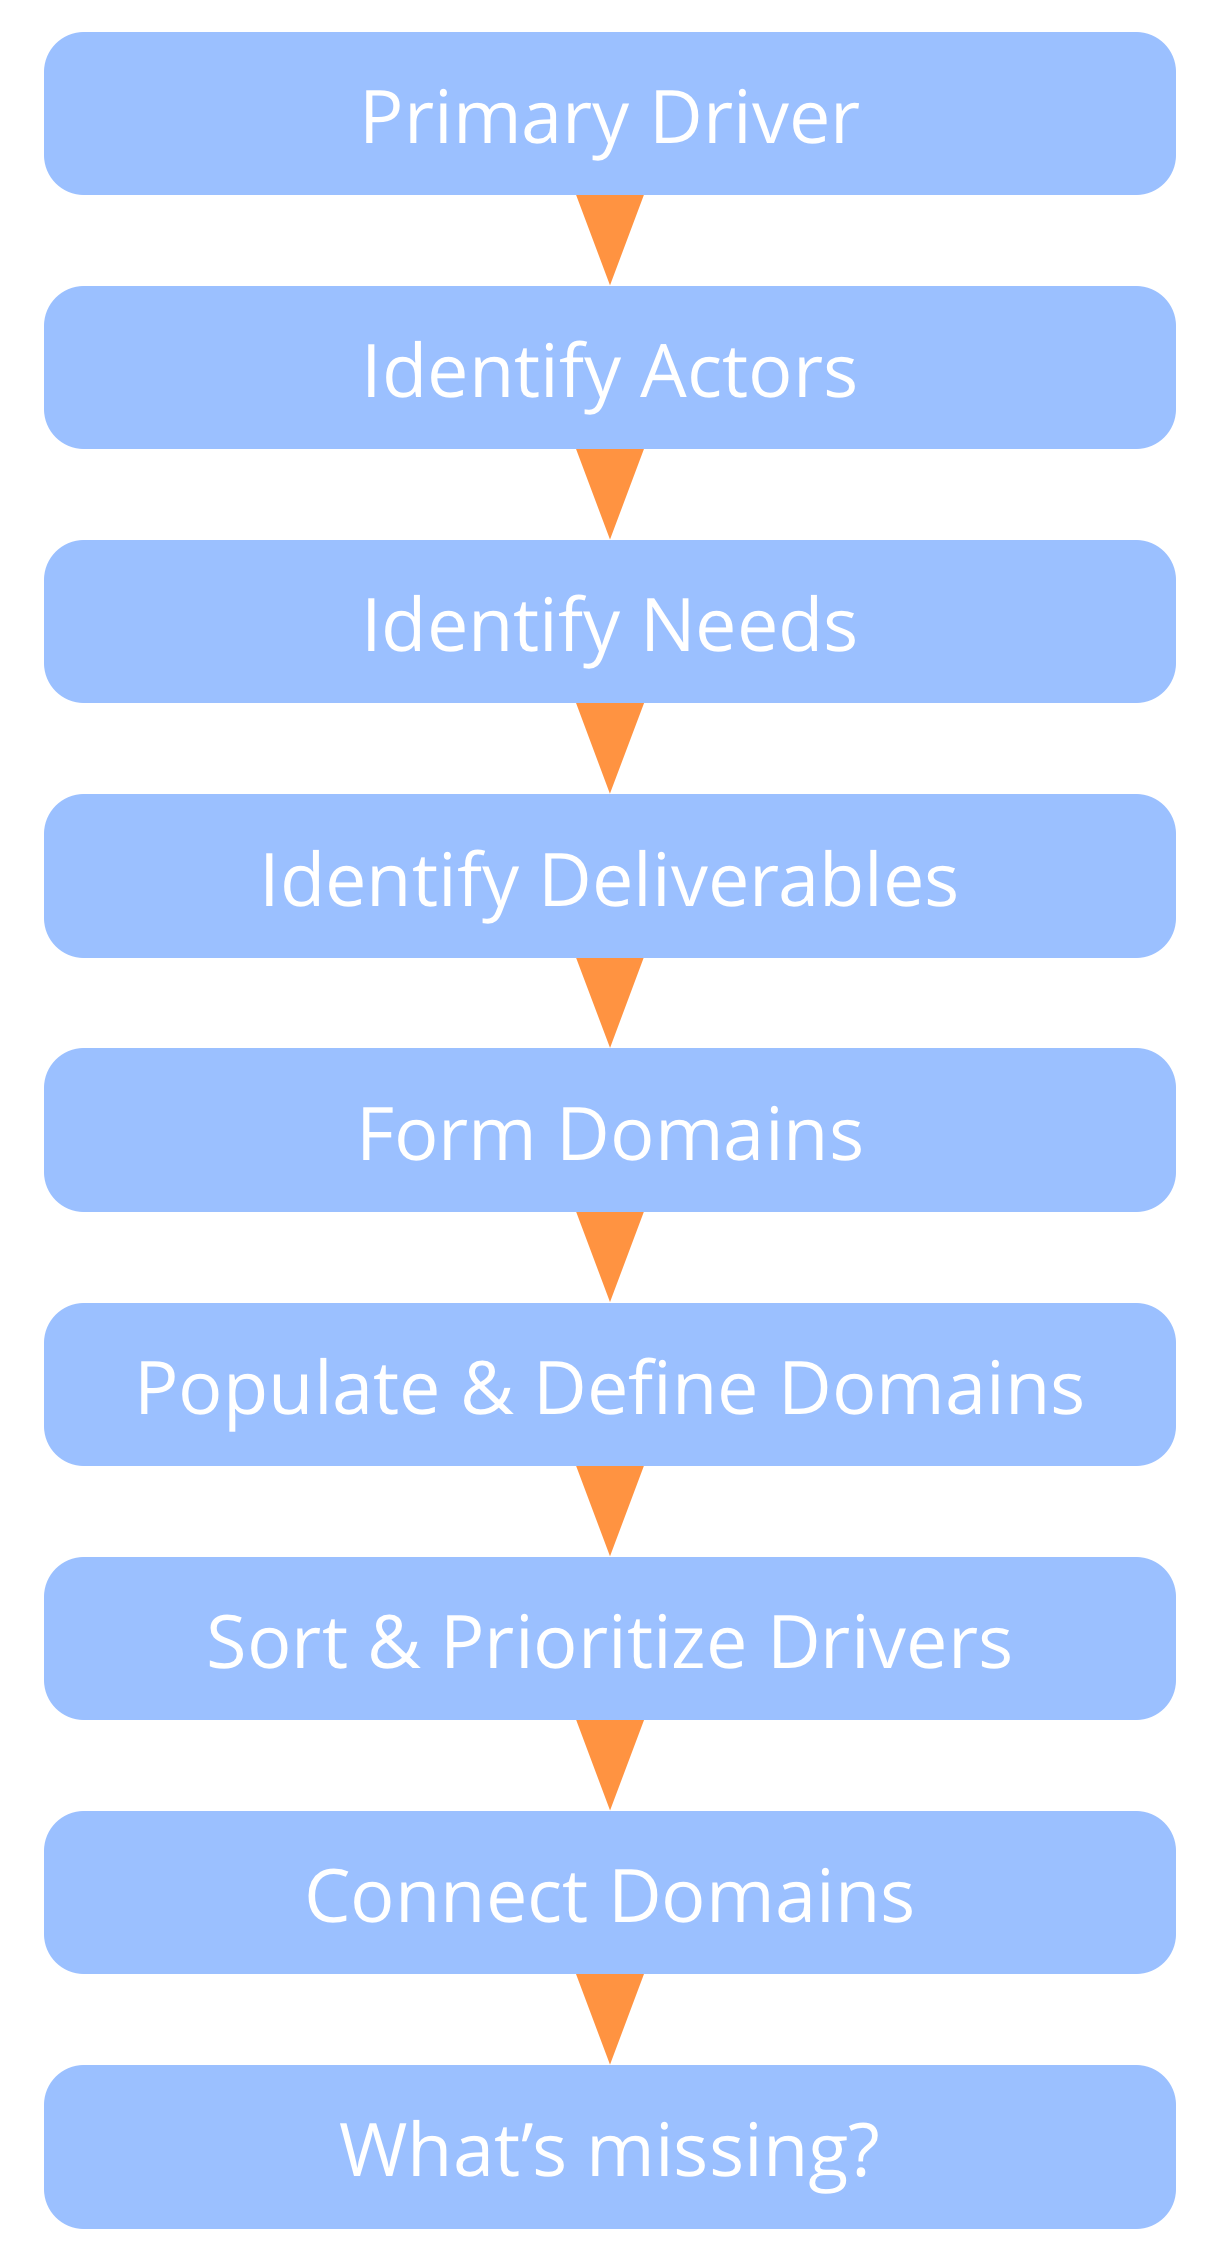 Primary Driver
Identify Actors
Identify Needs
Identify Deliverables
Form Domains
Populate & Define Domains
Sort & Prioritize Drivers
Connect Domains
What’s missing?